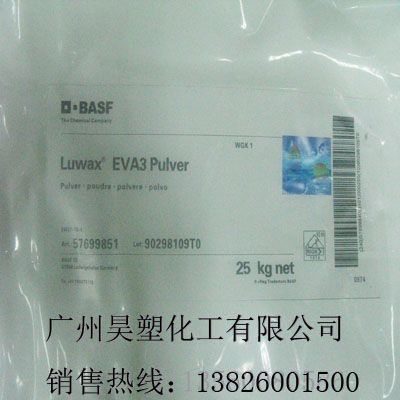 BASF
The Chemical Company
Luwax® EVA3 Pulver
WGK 1
Pulver · poudre · polvere · polvo
Art. 57699851 Lot: 90298109T0
25 kg net
0974
广州昊塑化工有限公司
销售热线：13826001500